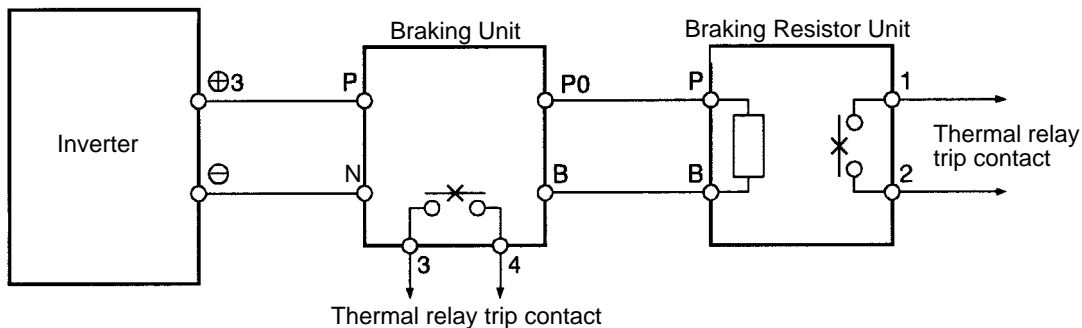 Braking Unit
Braking Resistor Unit
⊕3
P
P0
P
1
Inverter
Thermal relay
trip contact
⊖
N
B
B
2
3
4
Thermal relay trip contact